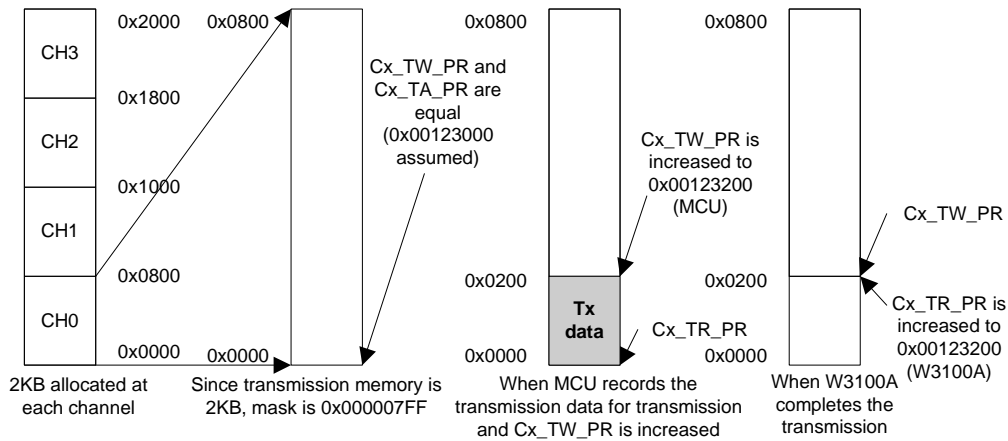 0x2000
CH3
0x1800
CH2
0x1000
CH1
0x0800
CH0
0x0000
2KB allocated at
each channel
0x0800
Cx_TW_PR and
Cx_TA_PR are
equal
(0x00123000
assumed)
0x0000
Since transmission memory is
2KB, mask is 0x000007FF
0x0800
Cx_TW_PR is
increased to
0x00123200
(MCU)
0x0200
Tx
data
Cx_TR_PR
0x0000
When MCU records the
transmission data for transmission
and Cx_TW_PR is increased
0x0800
Cx_TW_PR
0x0200
Cx_TR_PR is
increased to
0x00123200
(W3100A)
0x0000
When W3100A
completes the
transmission